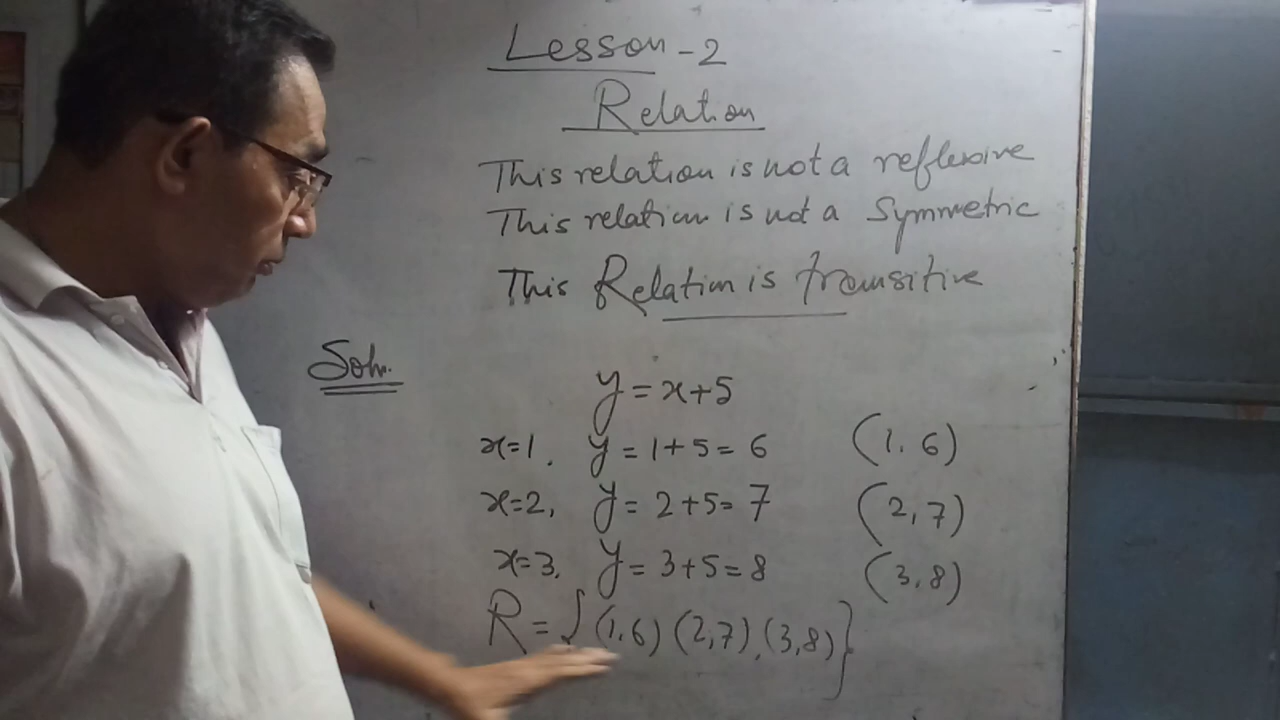 Lesson - 2
Relation
This relation is not a reflexive
This relation is not a Symmetric
This Relation is transitive
Soln.
y = x+5
x=1. y = 1+5 = 6 (1, 6)
x=2, y = 2+5= 7 (2,7)
x=3, y = 3+5 = 8 (3,8)
R = { (1,6) (2,7), (3,8) }